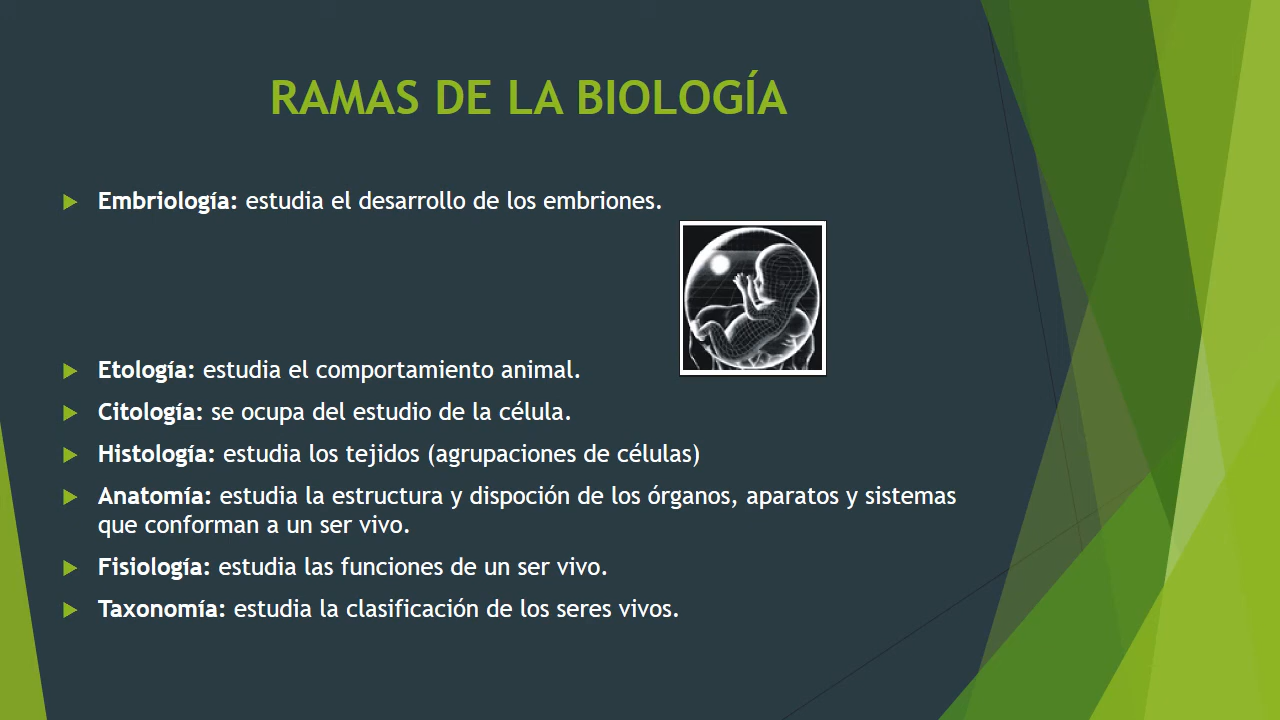 RAMAS DE LA BIOLOGÍA
Embriología: estudia el desarrollo de los embriones.
Etología: estudia el comportamiento animal.
Citología: se ocupa del estudio de la célula.
Histología: estudia los tejidos (agrupaciones de células)
Anatomía: estudia la estructura y dispoción de los órganos, aparatos y sistemas
que conforman a un ser vivo.
Fisiología: estudia las funciones de un ser vivo.
Taxonomía: estudia la clasificación de los seres vivos.